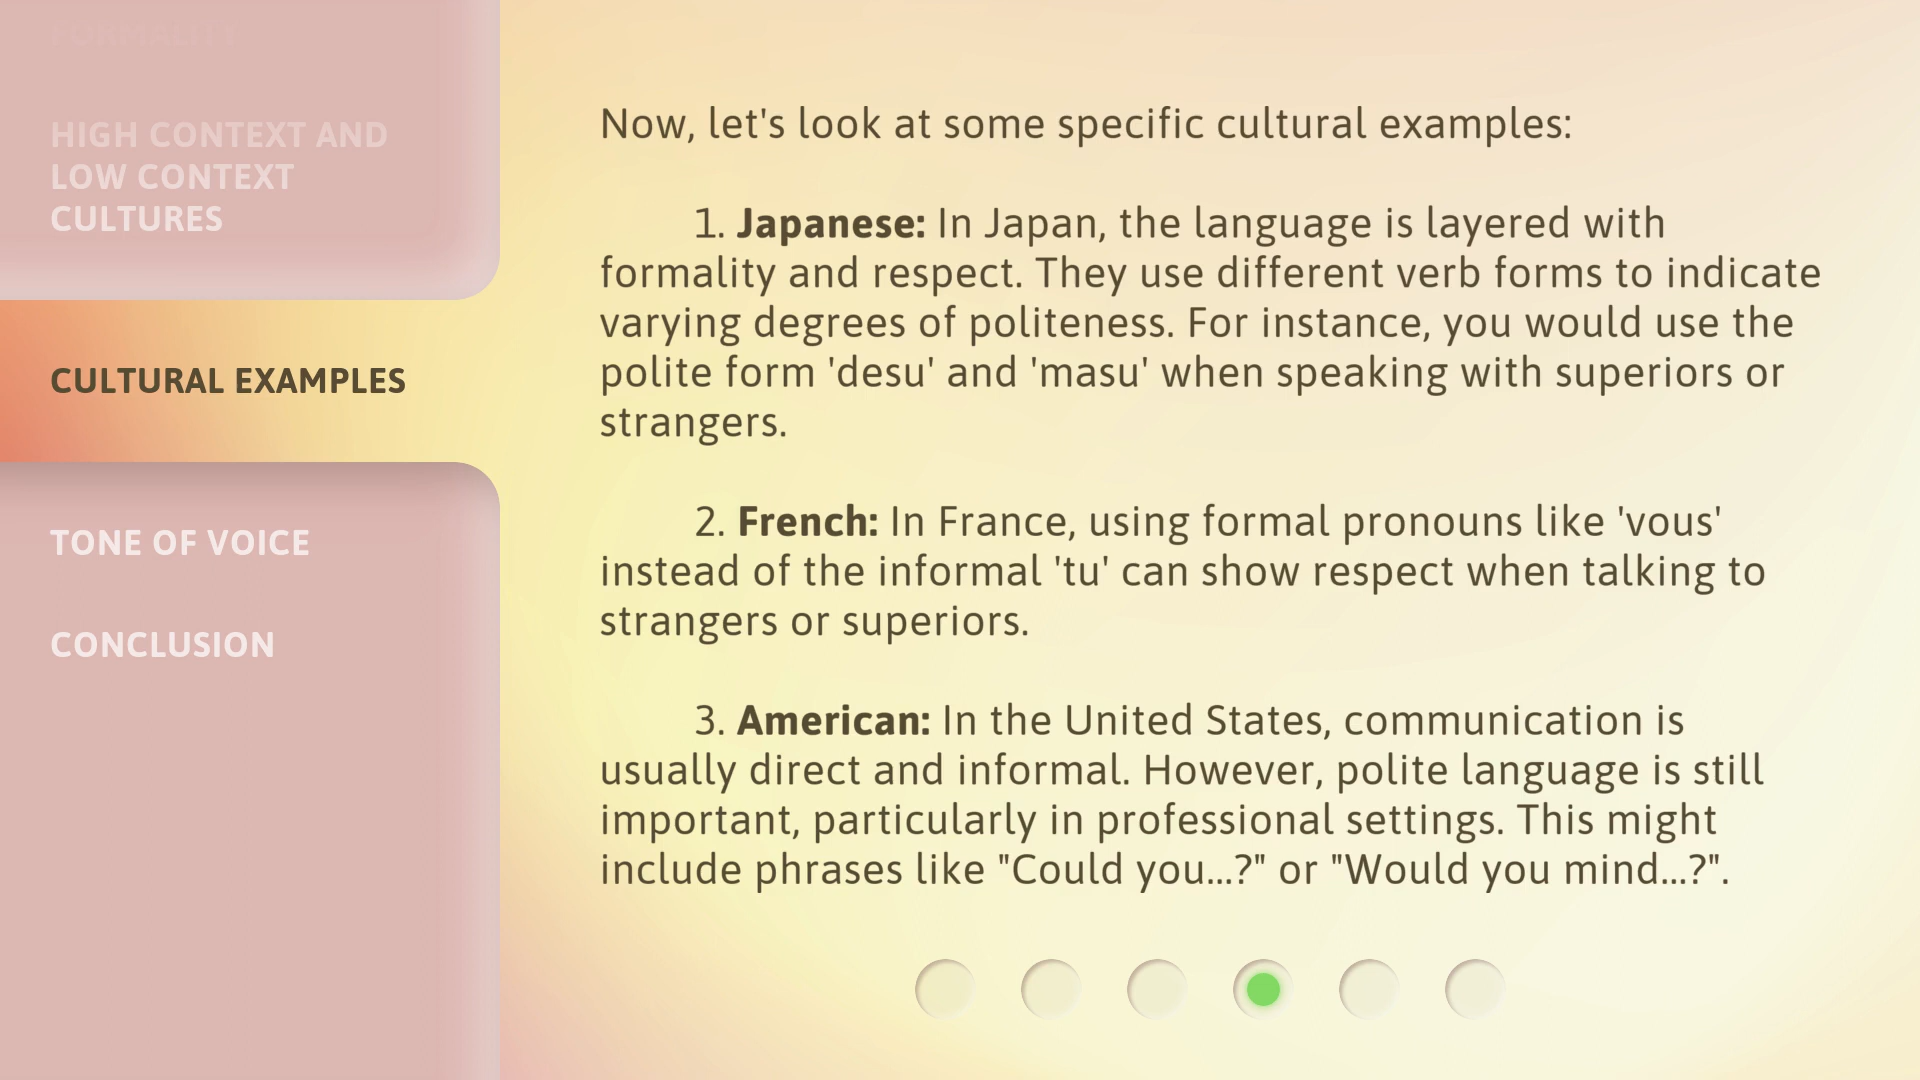 FORMALITY
HIGH CONTEXT AND
LOW CONTEXT
CULTURES
CULTURAL EXAMPLES
TONE OF VOICE
CONCLUSION
Now, let's look at some specific cultural examples:
1. Japanese: In Japan, the language is layered with
formality and respect. They use different verb forms to indicate
varying degrees of politeness. For instance, you would use the
polite form 'desu' and 'masu' when speaking with superiors or
strangers.
2. French: In France, using formal pronouns like 'vous'
instead of the informal 'tu' can show respect when talking to
strangers or superiors.
3. American: In the United States, communication is
usually direct and informal. However, polite language is still
important, particularly in professional settings. This might
include phrases like "Could you...?" or "Would you mind...?".